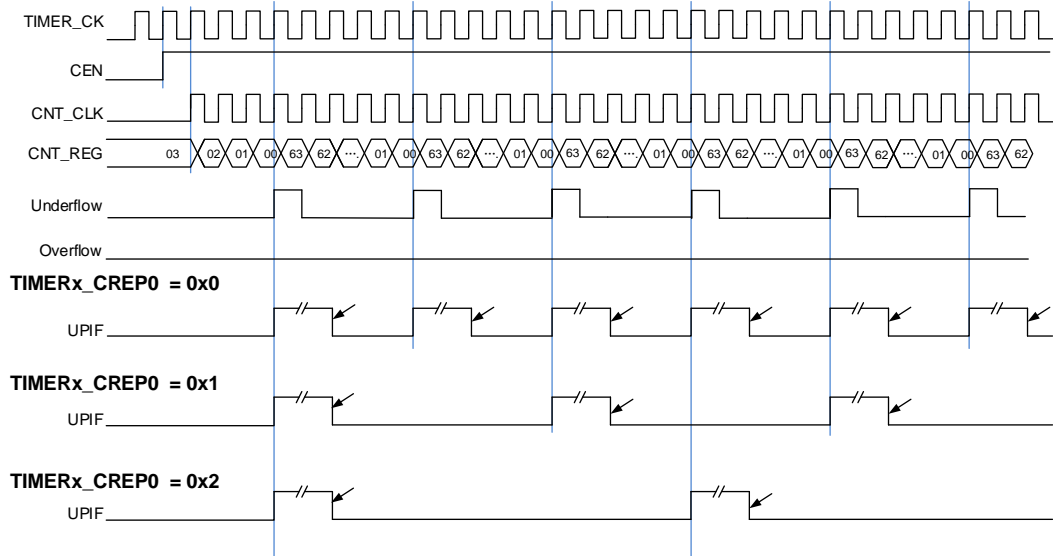 TIMER_CK
CEN
CNT_CLK
CNT_REG 03 02 01 00 63 62 ···. 01 00 63 62 ···. 01 00 63 62 ···. 01 00 63 62 ···. 01 00 63 62 ···. 01 00 63 62
Underflow
Overflow
TIMERx_CREP0 = 0x0
UPIF
TIMERx_CREP0 = 0x1
UPIF
TIMERx_CREP0 = 0x2
UPIF